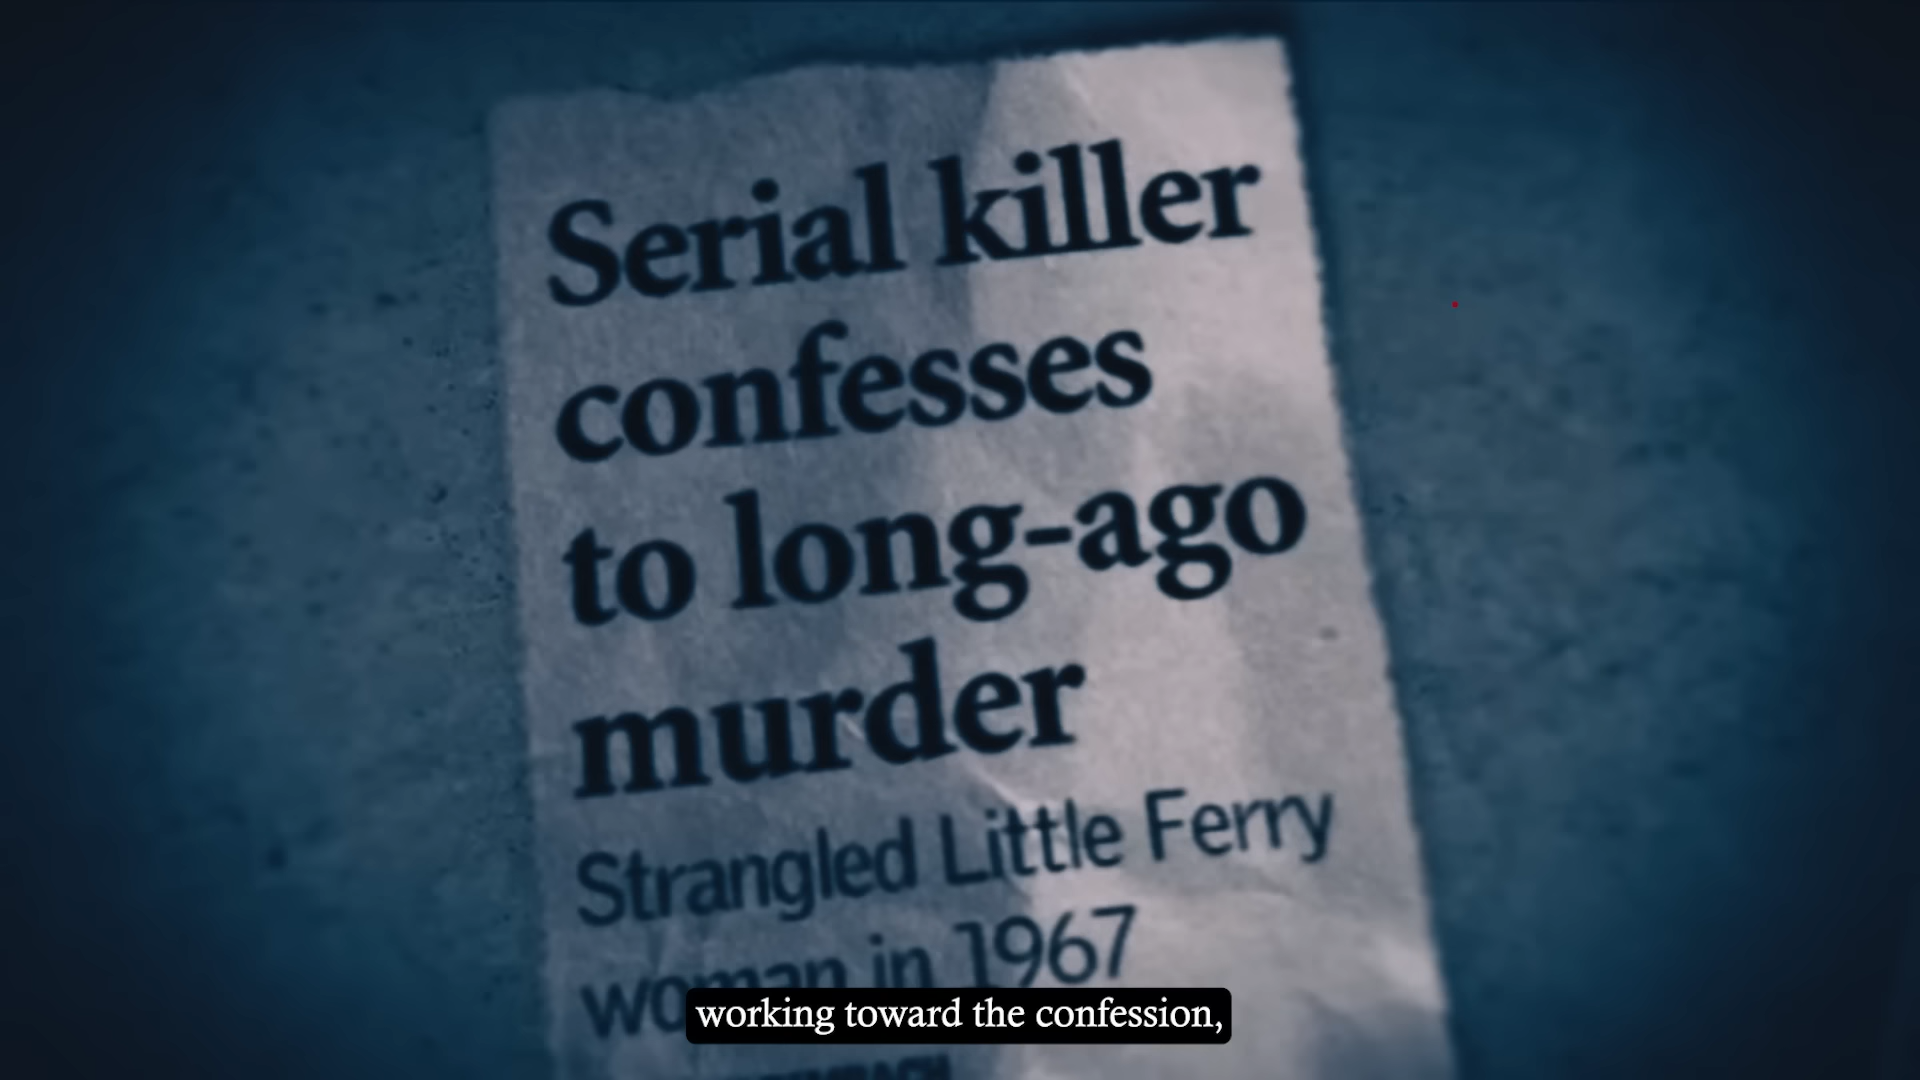 Serial killer
confesses
to long-ago
murder
Strangled Little Ferry
woman in 1967
working toward the confession,